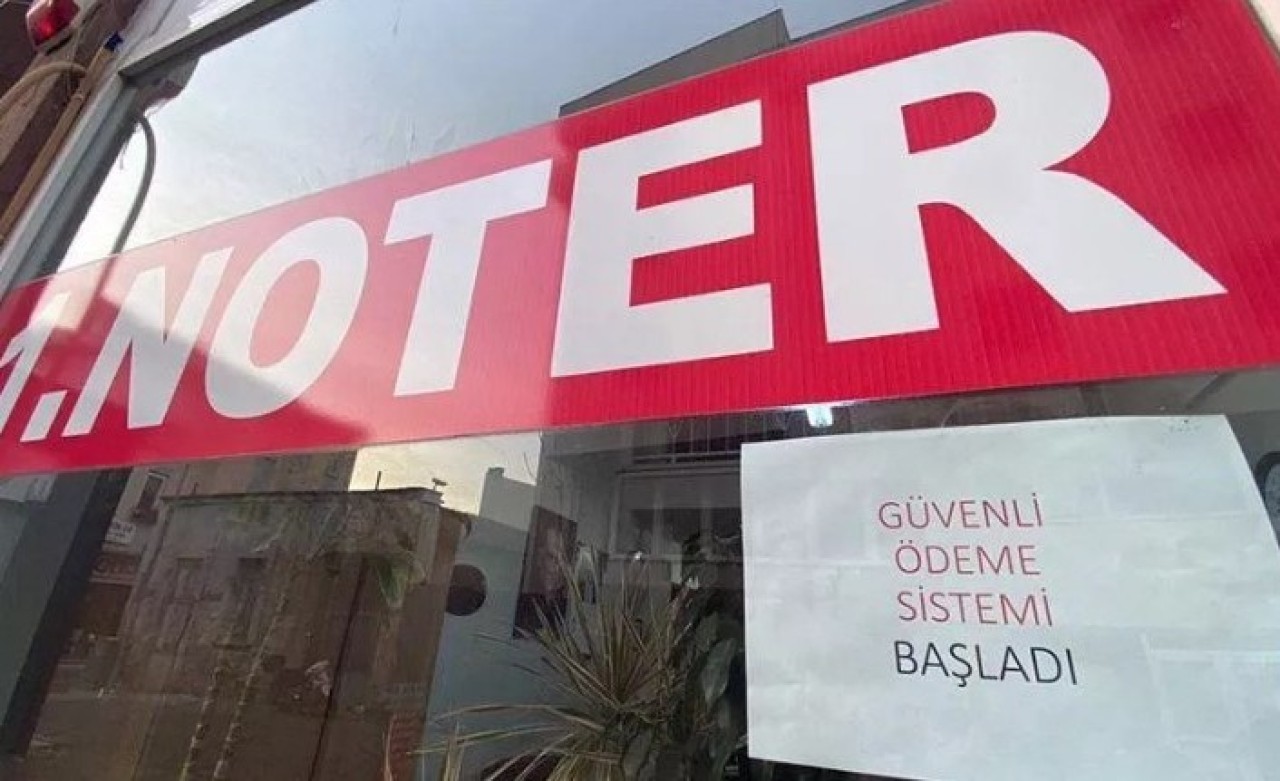 1.NOTER
GÜVENLİ
ÖDEME
SİSTEMİ
BAŞLADI